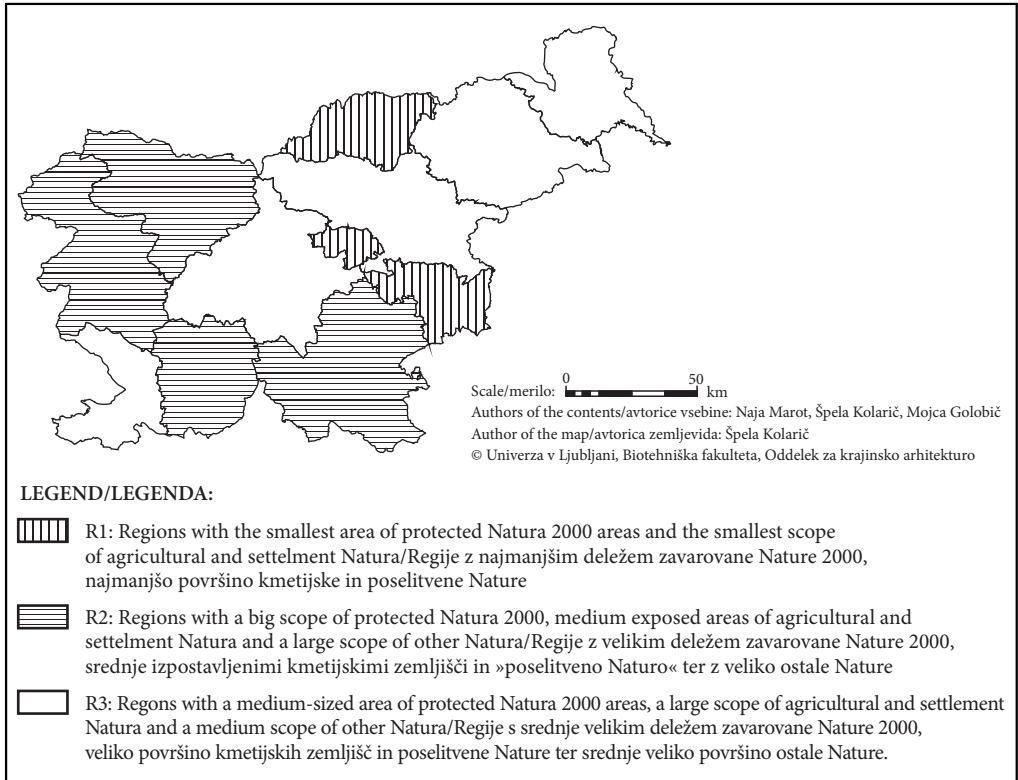 0 50
Scale/merilo: km
Authors of the contents/avtorice vsebine: Naja Marot, Špela Kolarič, Mojca Golobič
Author of the map/avtorica zemljevida: Špela Kolarič
© Univerza v Ljubljani, Biotehniška fakulteta, Oddelek za krajinsko arhitekturo
LEGEND/LEGENDA:
R1: Regions with the smallest area of protected Natura 2000 areas and the smallest scope
of agricultural and settelment Natura/Regije z najmanjšim deležem zavarovane Nature 2000,
najmanjšo površino kmetijske in poselitvene Nature
R2: Regions with a big scope of protected Natura 2000, medium exposed areas of agricultural and
settelment Natura and a large scope of other Natura/Regije z velikim deležem zavarovane Nature 2000,
srednje izpostavljenimi kmetijskimi zemljišči in »poselitveno Naturo« ter z veliko ostale Nature
R3: Regons with a medium-sized area of protected Natura 2000 areas, a large scope of agricultural and settlement
Natura and a medium scope of other Natura/Regije s srednje velikim deležem zavarovane Nature 2000,
veliko površino kmetijskih zemljišč in poselitvene Nature ter srednje veliko površino ostale Nature.